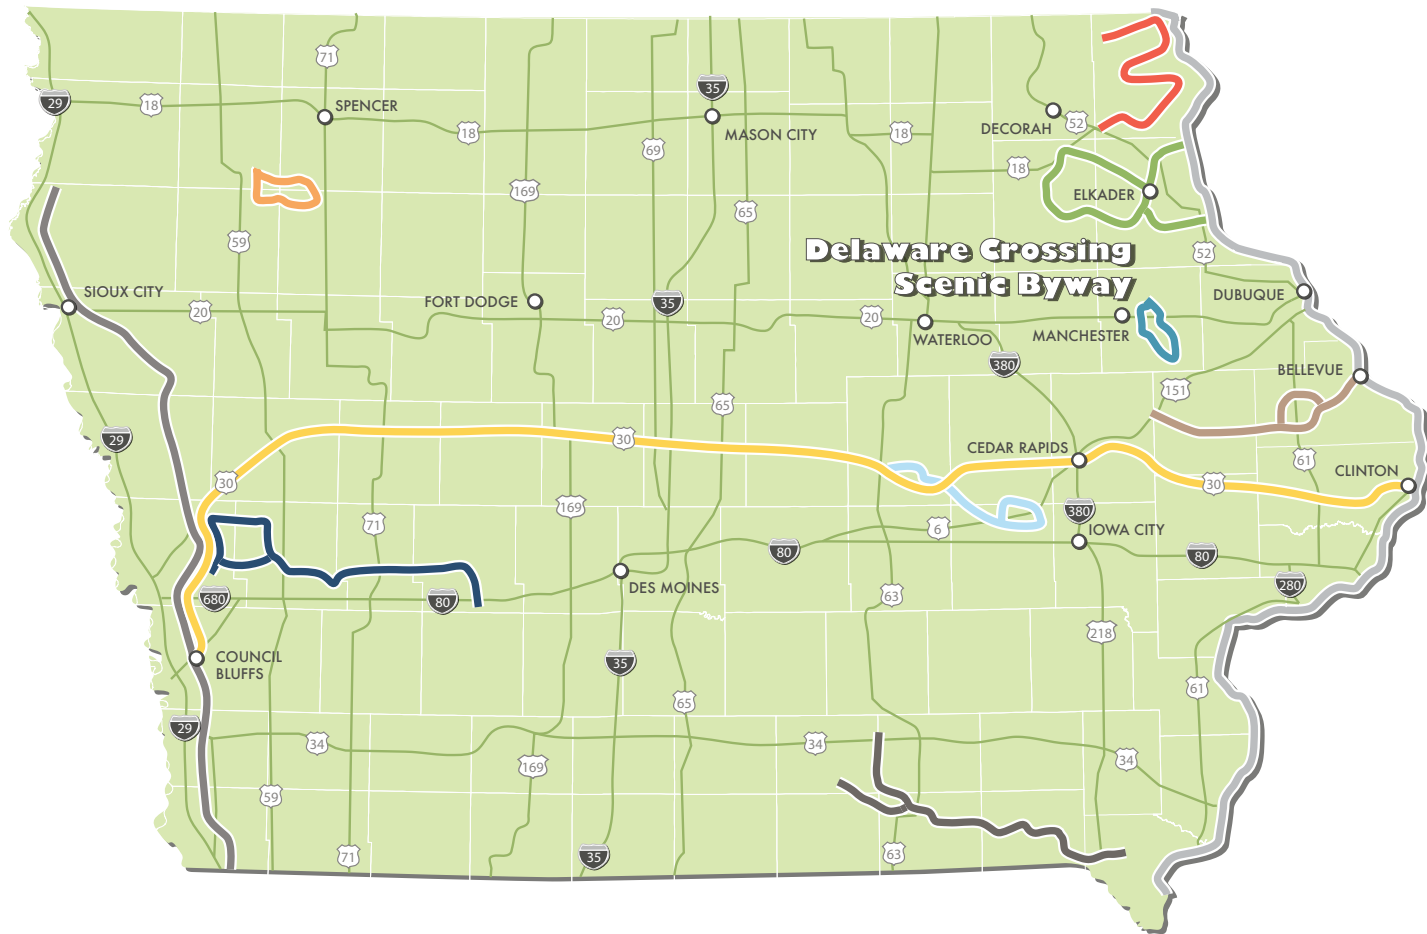 71
35
29
18
SPENCER
18
MASON CITY
69
18
DECORAH
52
18
169
65
ELKADER
59
Delaware Crossing
Scenic Byway
52
SIOUX CITY
20
FORT DODGE
20
35
20
WATERLOO
MANCHESTER
DUBUQUE
380
BELLEVUE
151
65
29
30
30
CEDAR RAPIDS
61
CLINTON
30
169
71
6
380
IOWA CITY
80
80
DES MOINES
680
80
63
280
218
COUNCIL
BLUFFS
35
65
61
29
34
34
34
169
59
71
35
63